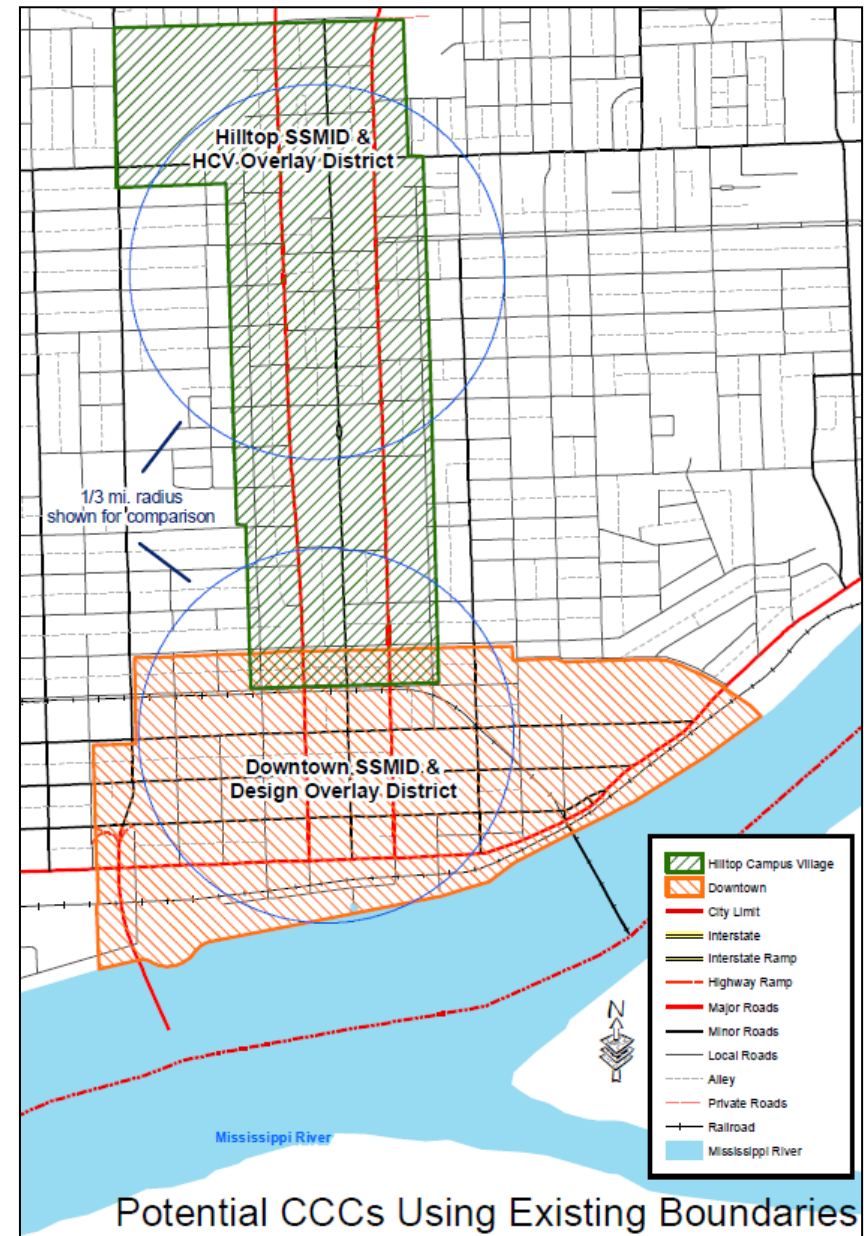 Hilltop SSMID &
HCV Overlay District
1/3 mi. radius
shown for comparison
Downtown SSMID &
Design Overlay District
Hilltop Campus Village
Downtown
City Limit
Interstate
Interstate Ramp
Highway Ramp
Major Roads
Minor Roads
Local Roads
Alley
Private Roads
Railroad
Mississippi River
N
Mississippi River
Potential CCCs Using Existing Boundaries